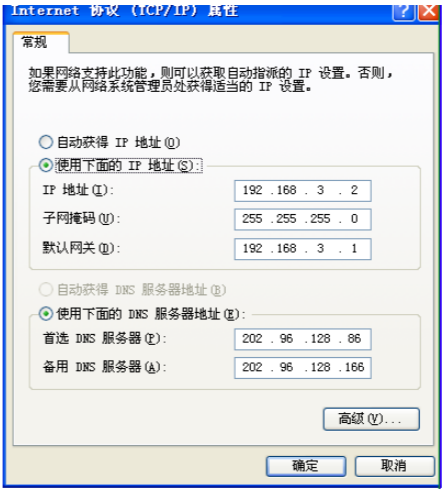 Internet 协议 (TCP/IP) 属性
常规
如果网络支持此功能，则可以获取自动指派的 IP 设置。否则，
您需要从网络系统管理员处获得适当的 IP 设置。
自动获得 IP 地址(O)
使用下面的 IP 地址(S):
IP 地址(I): 192 .168 . 3 . 2
子网掩码(U): 255 .255 .255 . 0
默认网关(D): 192 .168 . 3 . 1
自动获得 DNS 服务器地址(B)
使用下面的 DNS 服务器地址(E):
首选 DNS 服务器(P): 202 . 96 .128 . 86
备用 DNS 服务器(A): 202 . 96 .128 .166
高级(V)...
确定 取消